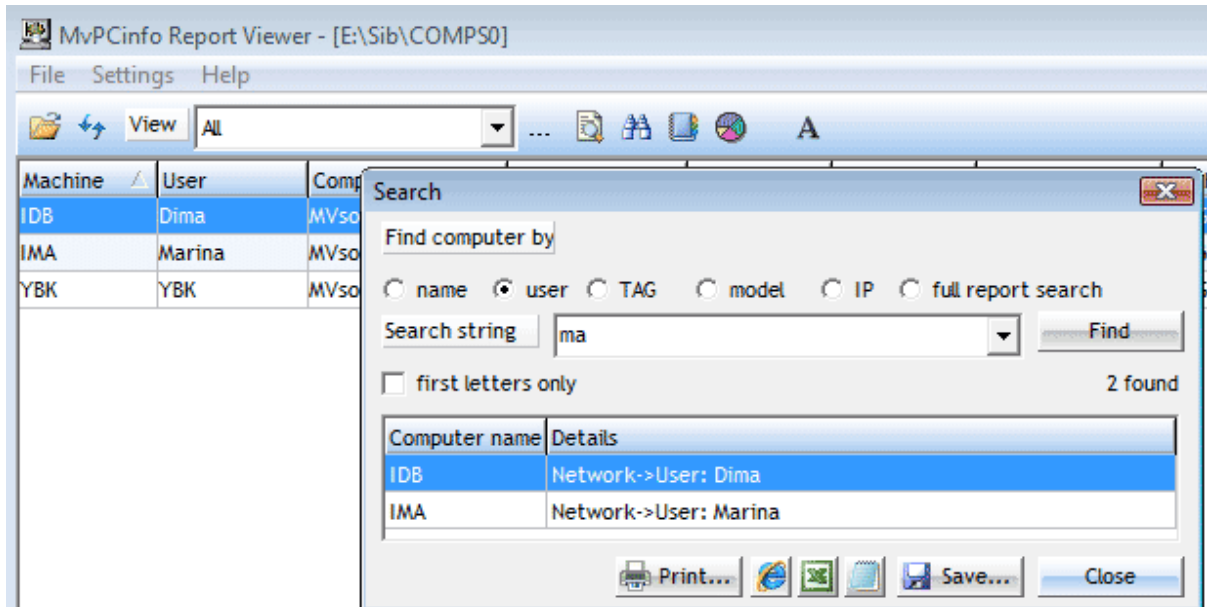 MvPCinfo Report Viewer - [E:\Sib\COMPS0]
File Settings Help
View All ... A
Machine User
IDB Dima MVso
IMA Marina MVso
YBK YBK MVso
Search
Find computer by
name user TAG model IP full report search
Search string ma Find
first letters only 2 found
Computer name Details
IDB Network->User: Dima
IMA Network->User: Marina
Print... Save... Close